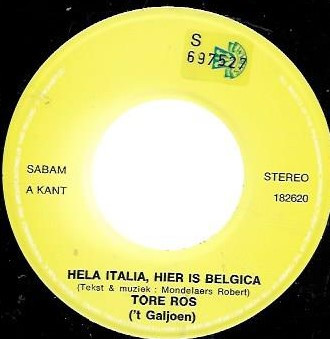 S
697527
SABAM
A KANT
STEREO
182620
HELA ITALIA, HIER IS BELGICA
(Tekst & muziek : Mondelaers Robert)
TORE ROS
('t Galjoen)